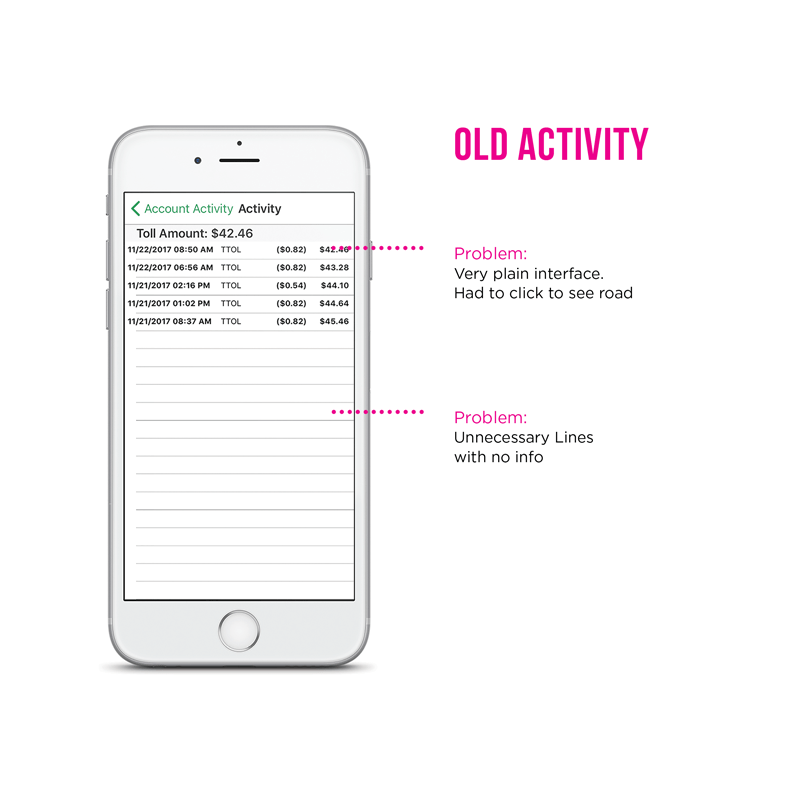 OLD ACTIVITY
Account Activity Activity
Toll Amount: $42.46
11/22/2017 08:50 AM TTOL ($0.82) $42.46
11/22/2017 06:56 AM TTOL ($0.82) $43.28
11/21/2017 02:16 PM TTOL ($0.54) $44.10
11/21/2017 01:02 PM TTOL ($0.82) $44.64
11/21/2017 08:37 AM TTOL ($0.82) $45.46
Problem:
Very plain interface.
Had to click to see road
Problem:
Unnecessary Lines
with no info